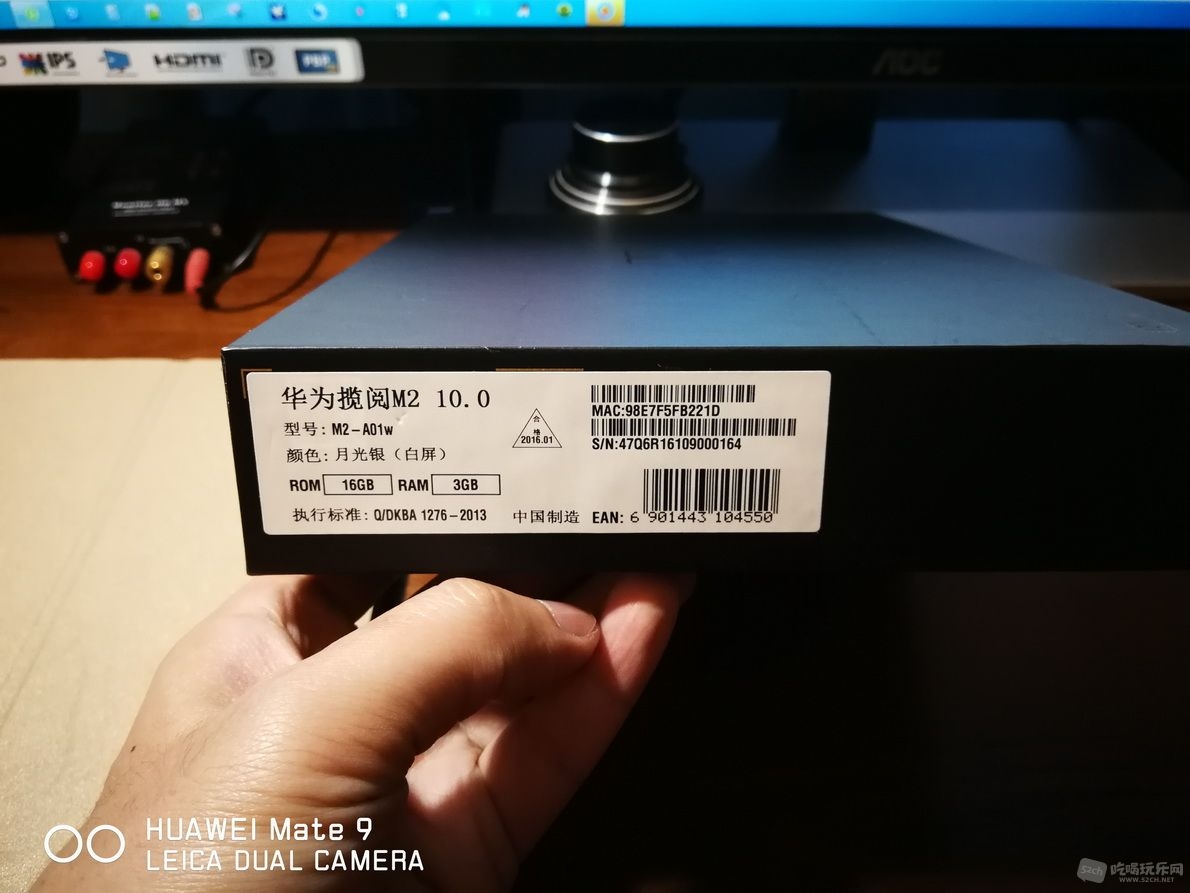 IPS
HDMI
AOC
华为揽阅M2 10.0
型号: M2-A01w
颜色: 月光银（白屏）
ROM 16GB RAM 3GB
执行标准: Q/DKBA 1276-2013 中国制造
合格
2016.01
MAC:98E7F5FB221D
S/N:47Q6R16109000164
EAN: 6 901443 104550
HUAWEI Mate 9
LEICA DUAL CAMERA
52ch 吃喝玩乐网
WWW.52CH.NET